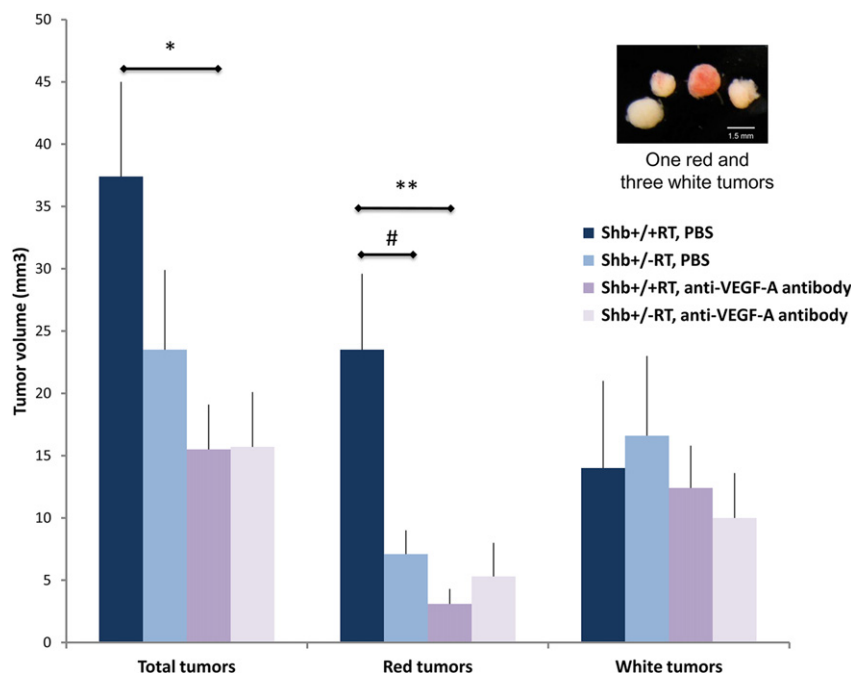 50
45
40
35
30
25
20
15
10
5
0
Tumor volume (mm3)
*
**
#
1.5 mm
One red and
three white tumors
Shb+/+RT, PBS
Shb+/-RT, PBS
Shb+/+RT, anti-VEGF-A antibody
Shb+/-RT, anti-VEGF-A antibody
Total tumors
Red tumors
White tumors